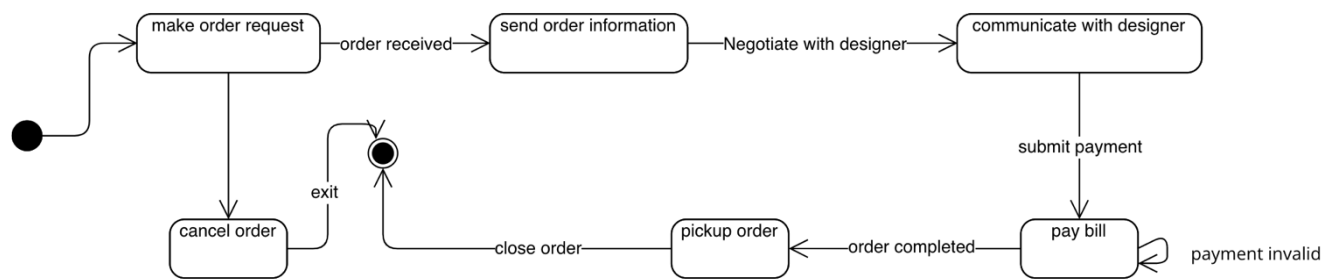 make order request
order received
send order information
Negotiate with designer
communicate with designer
submit payment
exit
cancel order
close order
pickup order
order completed
pay bill
payment invalid